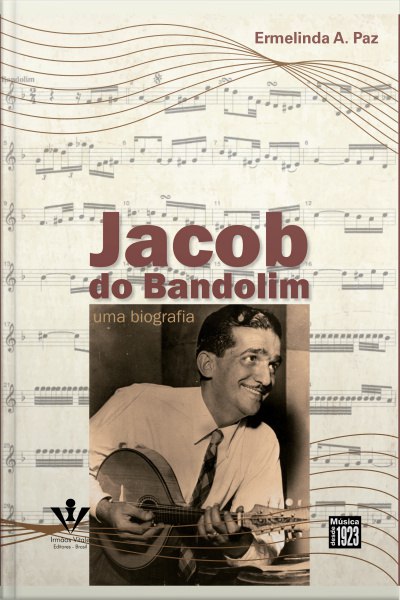 Ermelinda A. Paz
Bandolim
Jacob
do Bandolim
uma biografia
Irmãos Vitale
Editores - Brasil
Música
desde
1923